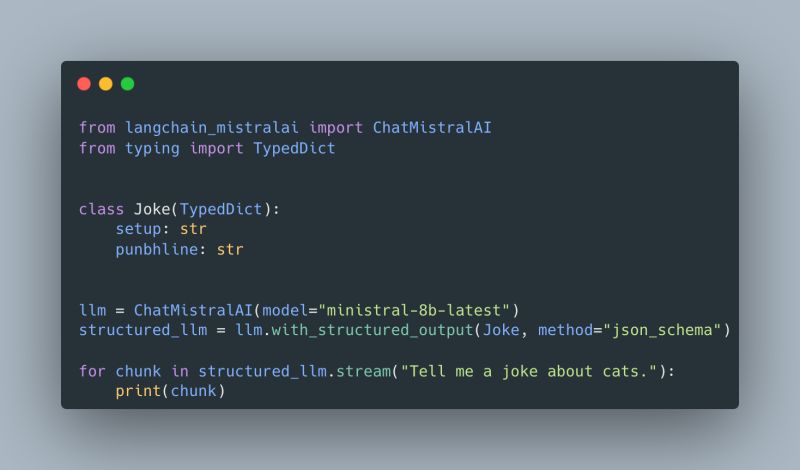 from langchain_mistralai import ChatMistralAI
from typing import TypedDict
class Joke(TypedDict):
    setup: str
    punbhline: str
llm = ChatMistralAI(model="ministral-8b-latest")
structured_llm = llm.with_structured_output(Joke, method="json_schema")
for chunk in structured_llm.stream("Tell me a joke about cats."):
    print(chunk)